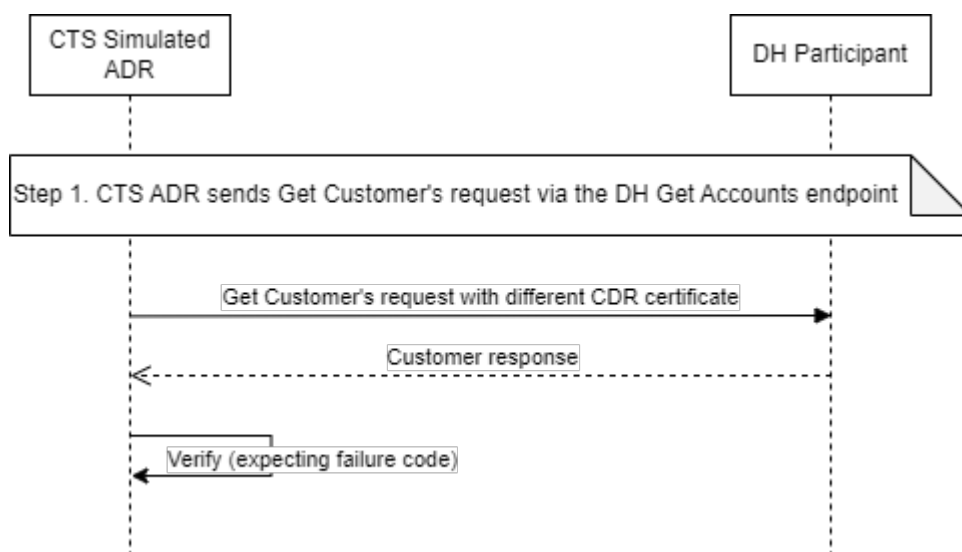 CTS Simulated
ADR
DH Participant
Step 1. CTS ADR sends Get Customer's request via the DH Get Accounts endpoint
Get Customer's request with different CDR certificate
Customer response
Verify (expecting failure code)